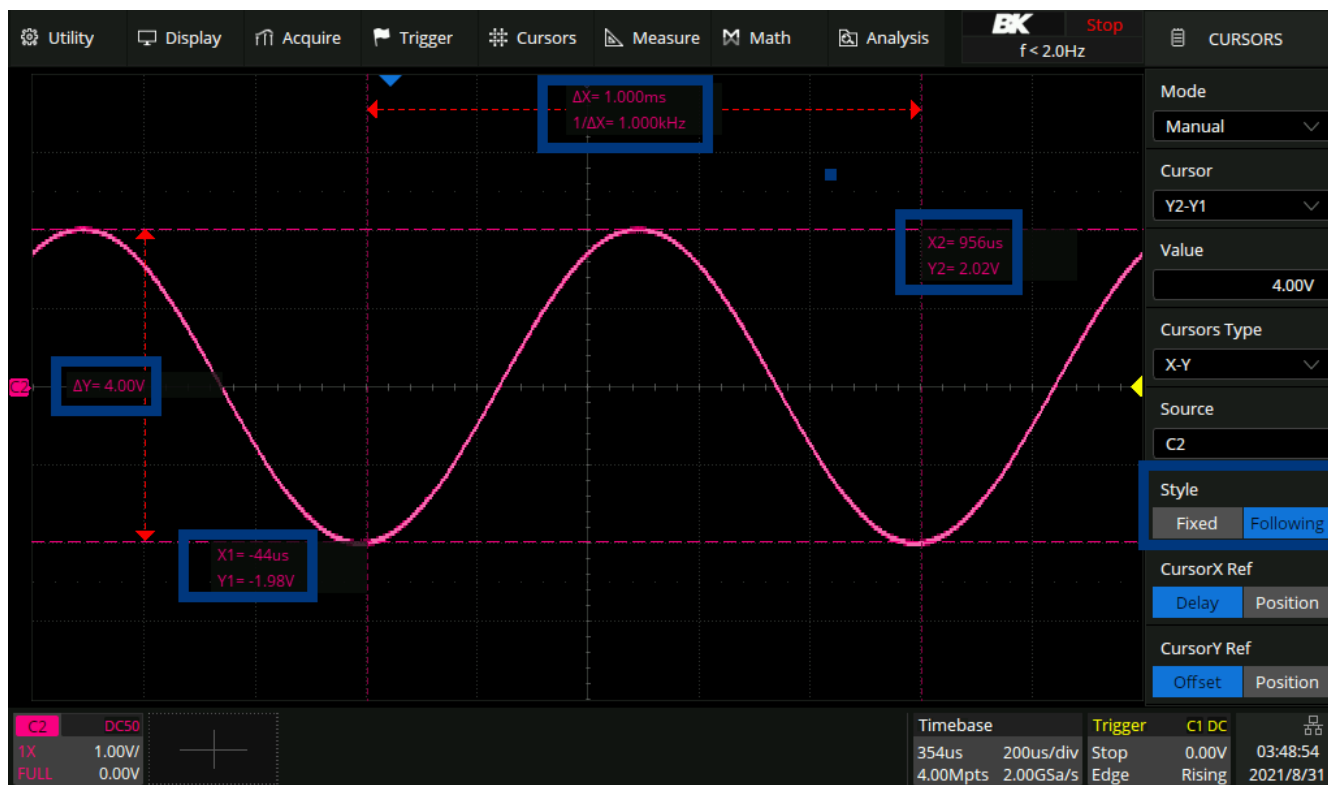 Utility Display Acquire Trigger Cursors Measure Math Analysis BK Stop
f < 2.0Hz
CURSORS
ΔX= 1.000ms
1/ΔX= 1.000kHz
X2= 956us
Y2= 2.02V
C2
ΔY= 4.00V
X1= -44us
Y1= -1.98V
Mode
Manual
Cursor
Y2-Y1
Value
4.00V
Cursors Type
X-Y
Source
C2
Style
Fixed Following
CursorX Ref
Delay Position
CursorY Ref
Offset Position
C2 DC50
1X 1.00V/
FULL 0.00V
Timebase
354us 200us/div
4.00Mpts 2.00GSa/s
Trigger C1 DC
Stop 0.00V
Edge Rising
03:48:54
2021/8/31